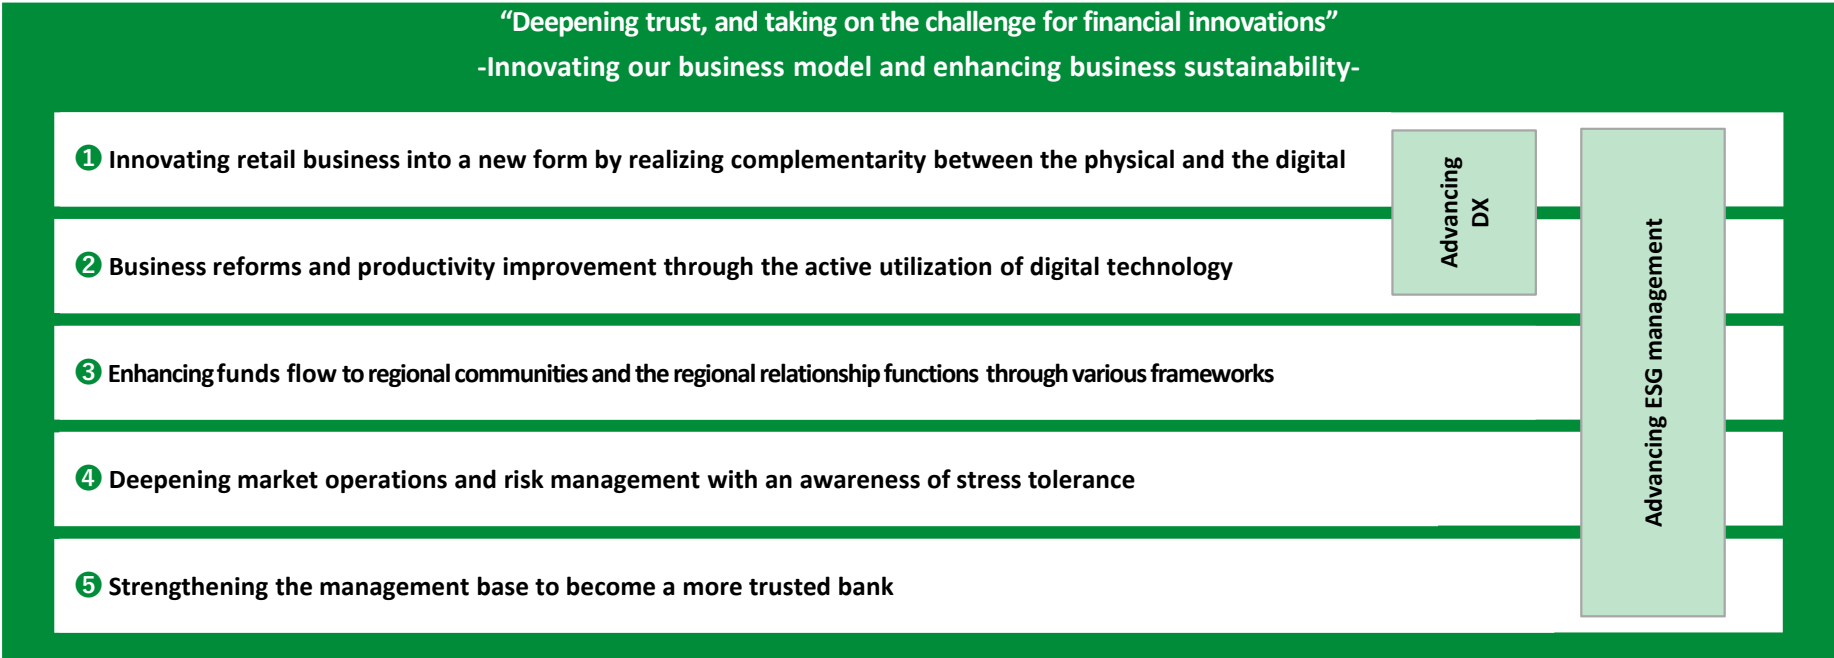 “Deepening trust, and taking on the challenge for financial innovations”
-Innovating our business model and enhancing business sustainability-
❶ Innovating retail business into a new form by realizing complementarity between the physical and the digital
❷ Business reforms and productivity improvement through the active utilization of digital technology
❸ Enhancing funds flow to regional communities and the regional relationship functions through various frameworks
❹ Deepening market operations and risk management with an awareness of stress tolerance
❺ Strengthening the management base to become a more trusted bank
Advancing
DX
Advancing ESG management